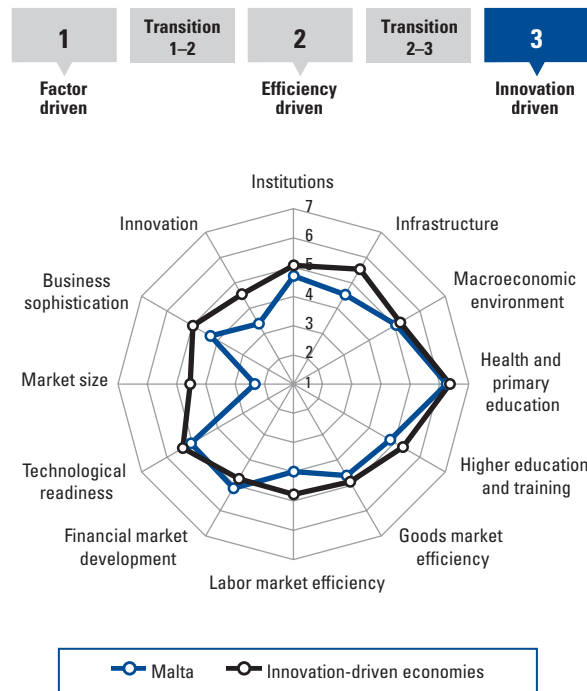 1
Transition
1–2
2
Transition
2–3
3
Factor
driven
Efficiency
driven
Innovation
driven
Institutions
7
Innovation
6
Infrastructure
5
Business
sophistication
4
Macroeconomic
environment
3
2
Market size
1
Health and
primary
education
Technological
readiness
Higher education
and training
Financial market
development
Goods market
efficiency
Labor market efficiency
Malta
Innovation-driven economies